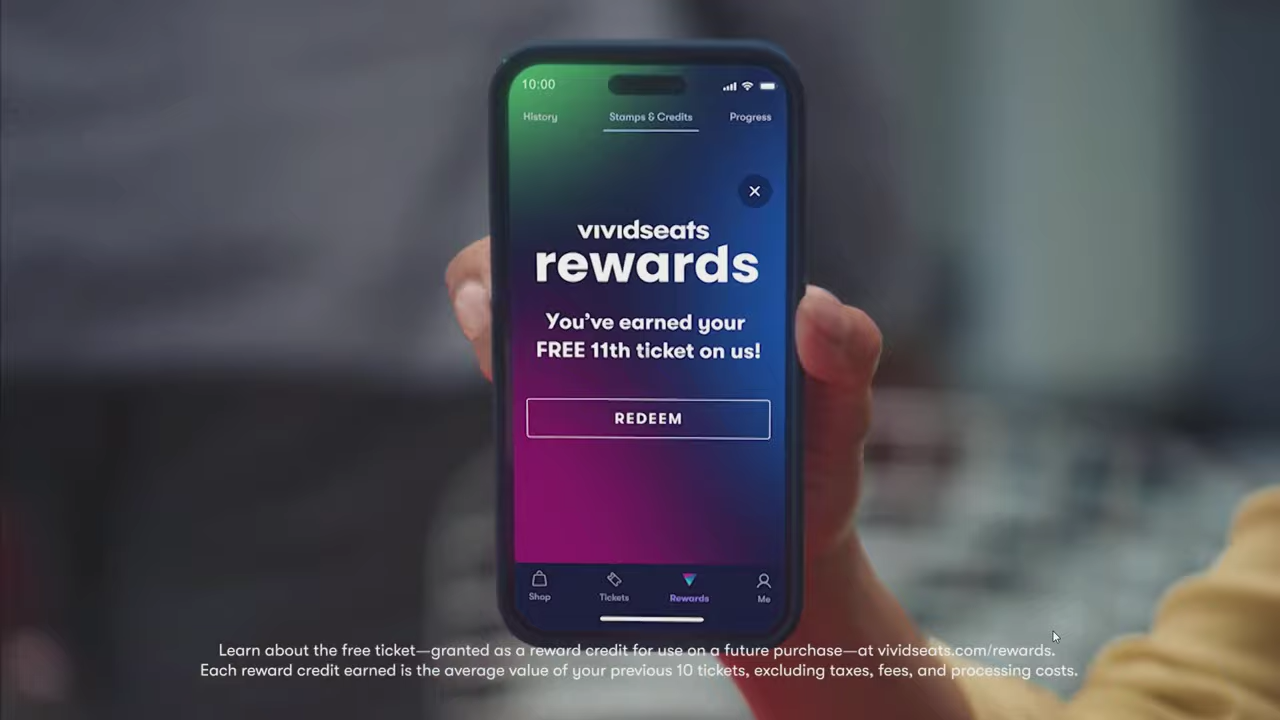 10:00
History Stamps & Credits Progress
vividseats
rewards
You've earned your
FREE 11th ticket on us!
REDEEM
Shop Tickets Rewards Me
Learn about the free ticket—granted as a reward credit for use on a future purchase—at vividseats.com/rewards.
Each reward credit earned is the average value of your previous 10 tickets, excluding taxes, fees, and processing costs.